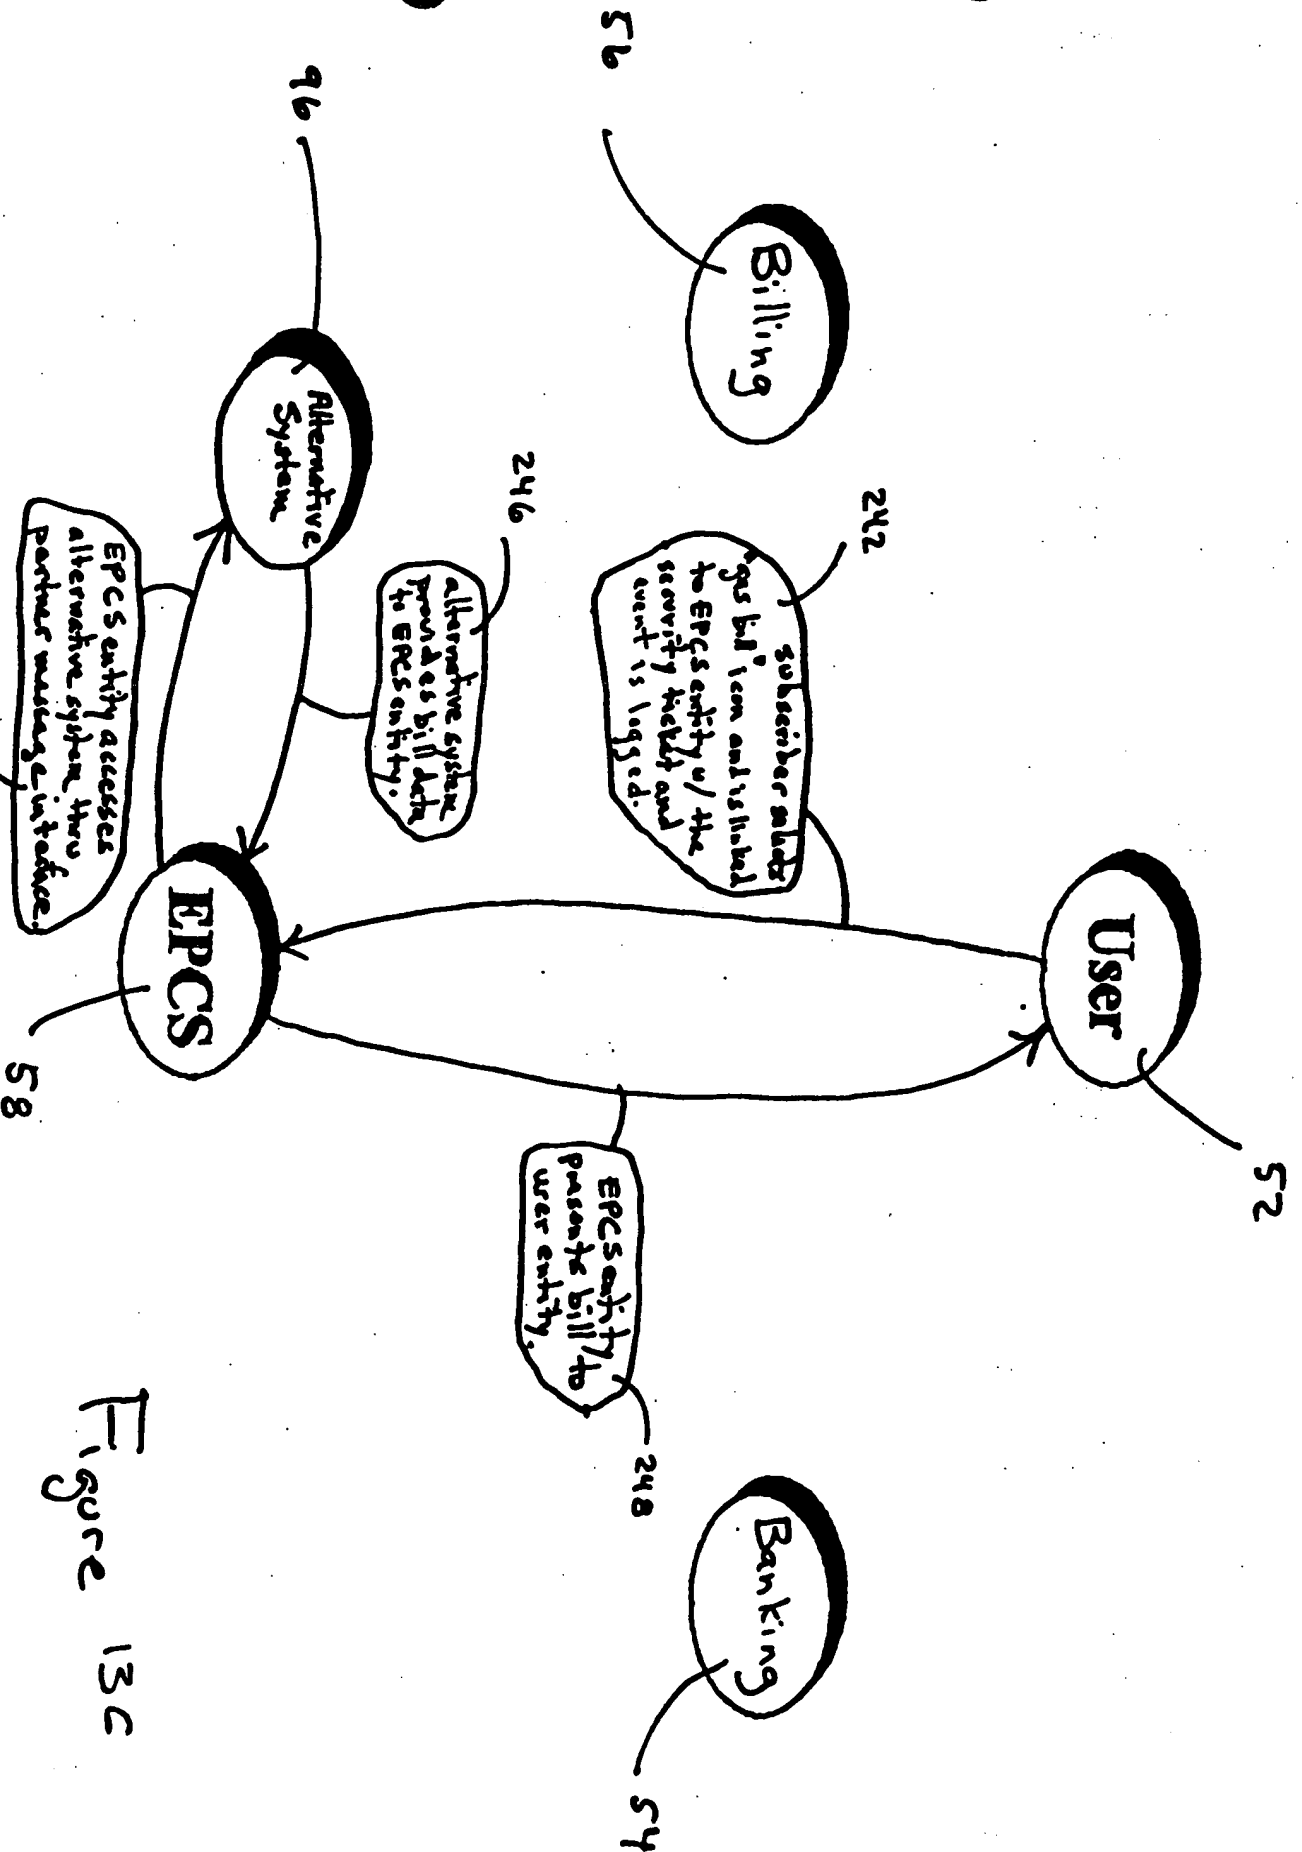 User
52
242
subscriber selects
"gas bill" icon and is linked
to EPCS entity w/ the
security ticket and
event is logged.
56
Billing
Banking
54
246
alternative system
provides bill data
to EPCS entity.
EPCS entity
presents bill to
user entity.
248
96
Alternative
System
EPCS
58
EPCS entity accesses
alternative system thru
partner message interface.
Figure 13C